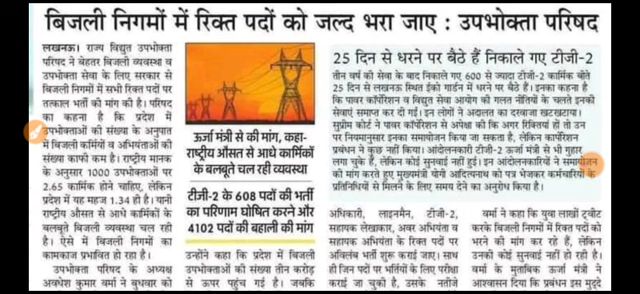 बिजली निगमों में रिक्त पदों को जल्द भरा जाए : उपभोक्ता परिषद
लखनऊ। राज्य विद्युत उपभोक्ता
परिषद ने बेहतर बिजली व्यवस्था व
उपभोक्ता सेवा के लिए सरकार से
बिजली निगमों में सभी रिक्त पदों पर
तत्काल भर्ती की मांग की है। परिषद
का कहना है कि प्रदेश में
उपभोक्ताओं की संख्या के अनुपात
में बिजली कर्मियों व अभियंताओं की
संख्या काफी कम है। राष्ट्रीय मानक
के अनुसार 1000 उपभोक्ताओं पर
2.65 कार्मिक होने चाहिए, लेकिन
प्रदेश में यह महज 1.34 ही है। यानी
राष्ट्रीय औसत से आधे कार्मिकों के
बलबूते बिजली व्यवस्था चल रही
है। ऐसे में बिजली निगमों का
कामकाज प्रभावित हो रहा है।
उपभोक्ता परिषद के अध्यक्ष
अवधेश कुमार वर्मा ने बुधवार को
ऊर्जा मंत्री से की मांग, कहा-
राष्ट्रीय औसत से आधे कार्मिकों
के बलबूते चल रही व्यवस्था
टीजी-2 के 608 पदों की भर्ती
का परिणाम घोषित करने और
4102 पदों की बहाली की मांग
उन्होंने कहा कि प्रदेश में बिजली
उपभोक्ताओं की संख्या तीन करोड़
से ऊपर पहुंच गई है। जबकि
25 दिन से धरने पर बैठे हैं निकाले गए टीजी-2
तीन वर्ष की सेवा के बाद निकाले गए 600 से ज्यादा टीजी-2 कार्मिक बीते
25 दिन से लखनऊ स्थित ईको गार्डन में धरने पर बैठे हैं। इनका कहना है
कि पावर कॉर्पोरेशन व विद्युत सेवा आयोग की गलत नीतियों के चलते इनकी
सेवाएं समाप्त कर दी गईं। इन लोगों ने अदालत का दरवाजा खटखटाया।
सुप्रीम कोर्ट ने पावर कॉर्पोरेशन से अपेक्षा की कि अगर रिक्तियां हों तो उन
पर नियमानुसार इनका समायोजन किया जा सकता है, लेकिन कार्पोरेशन
प्रबंधन ने कुछ नहीं किया। आंदोलनकारी टीजी-2 ऊर्जा मंत्री से भी गुहार
लगा चुके हैं, लेकिन कोई सुनवाई नहीं हुई। इन आंदोलनकारियों ने समायोजन
की मांग करते हुए मुख्यमंत्री योगी आदित्यनाथ को पत्र भेजकर कर्मचारियों के
प्रतिनिधियों से मिलने के लिए समय देने का अनुरोध किया है।
अधिकारी, लाइनमैन, टीजी-2,
सहायक लेखाकार, अवर अभियंता व
सहायक अभियंता के रिक्त पदों पर
अविलंब भर्ती शुरू कराई जाए। साथ
ही जिन पदों पर भर्तियों के लिए परीक्षा
कराई जा चुकी है, उसके नतीजे
वर्मा ने कहा कि युवा लाखों ट्वीट
करके बिजली निगमों में रिक्त पदों को
भरने की मांग कर रहे हैं, लेकिन
उनकी कोई सुनवाई नहीं हो रही है।
वर्मा के मुताबिक ऊर्जा मंत्री ने
आश्वासन दिया कि प्रबंधन इस मुद्दे